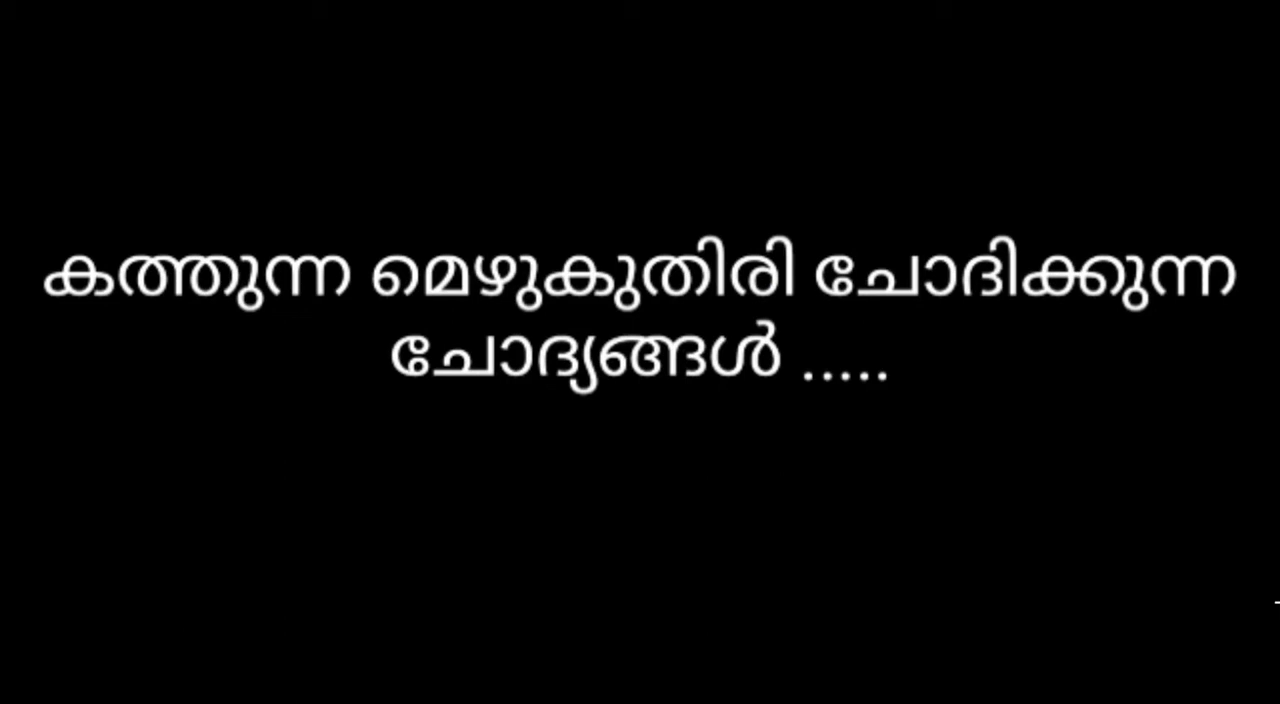 കത്തുന്ന മെഴുകുതിരി ചോദിക്കുന്ന
ചോദ്യങ്ങൾ .....